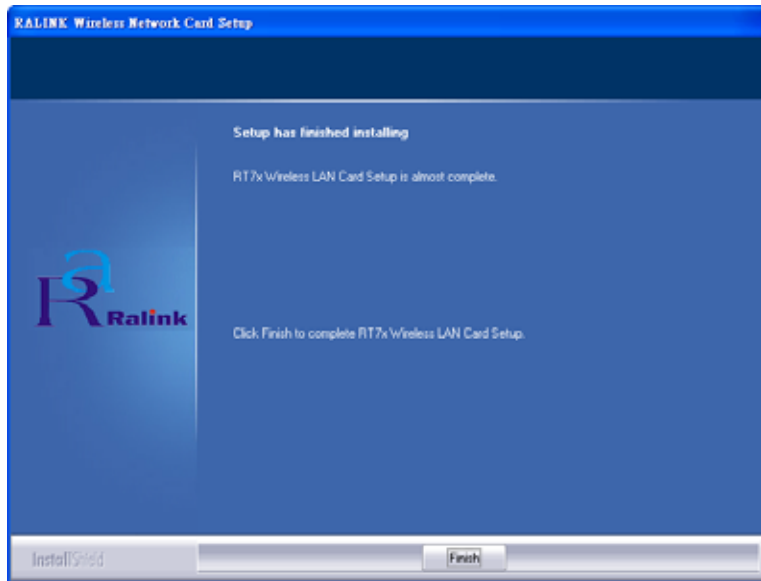 RALINK Wireless Network Card Setup
Setup has finished installing
RT7x Wireless LAN Card Setup is almost complete.
Ra
Ralink
Click Finish to complete RT7x Wireless LAN Card Setup.
InstallShield
Finish